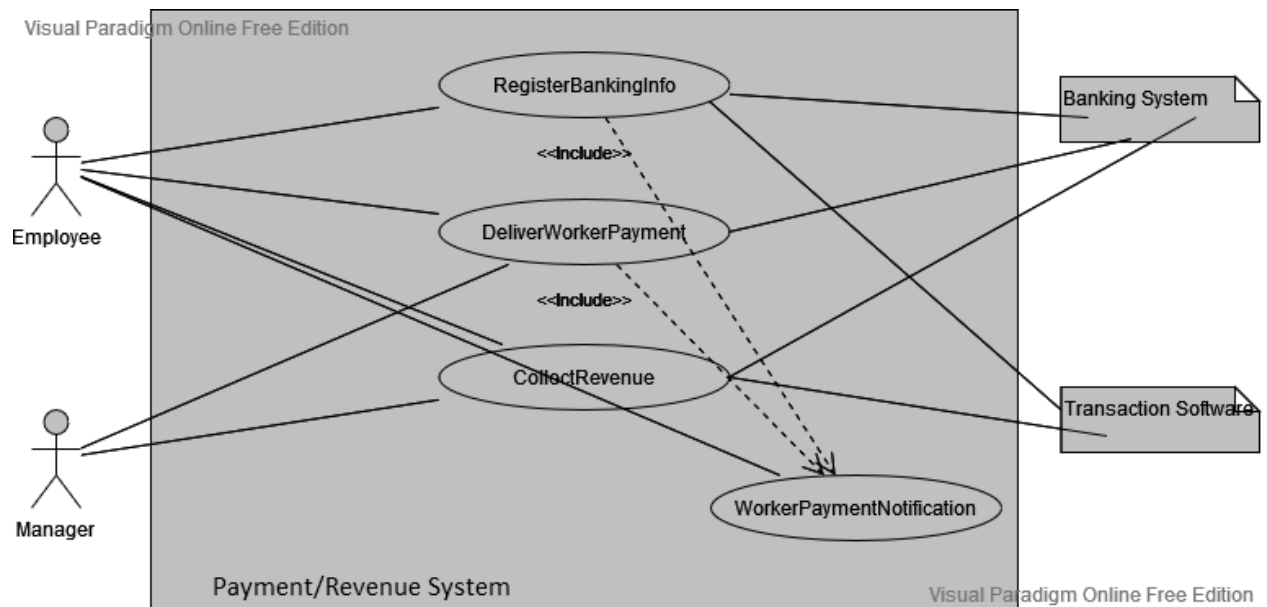 Visual Paradigm Online Free Edition
RegisterBankingInfo
Banking System
<<Include>>
Employee
DeliverWorkerPayment
<<Include>>
CollectRevenue
Transaction Software
Manager
WorkerPaymentNotification
Payment/Revenue System
Visual Paradigm Online Free Edition